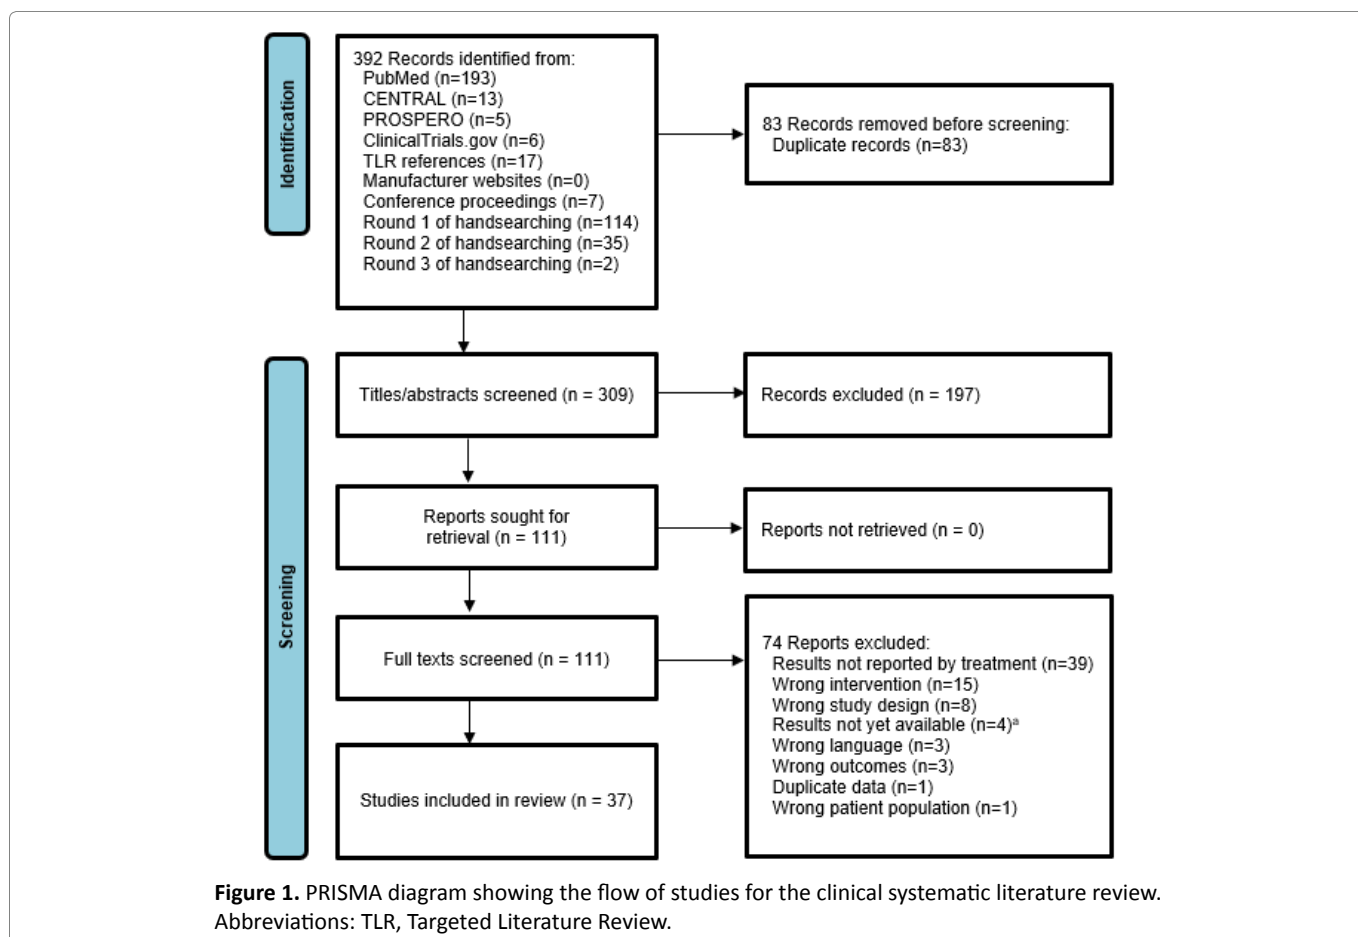 Identification
392 Records identified from:
PubMed (n=193)
CENTRAL (n=13)
PROSPERO (n=5)
ClinicalTrials.gov (n=6)
TLR references (n=17)
Manufacturer websites (n=0)
Conference proceedings (n=7)
Round 1 of handsearching (n=114)
Round 2 of handsearching (n=35)
Round 3 of handsearching (n=2)
83 Records removed before screening:
Duplicate records (n=83)
Screening
Titles/abstracts screened (n = 309)
Records excluded (n = 197)
Reports sought for
retrieval (n = 111)
Reports not retrieved (n = 0)
Full texts screened (n = 111)
74 Reports excluded:
Results not reported by treatment (n=39)
Wrong intervention (n=15)
Wrong study design (n=8)
Results not yet available (n=4)ᵃ
Wrong language (n=3)
Wrong outcomes (n=3)
Duplicate data (n=1)
Wrong patient population (n=1)
Studies included in review (n = 37)
Figure 1. PRISMA diagram showing the flow of studies for the clinical systematic literature review.
Abbreviations: TLR, Targeted Literature Review.